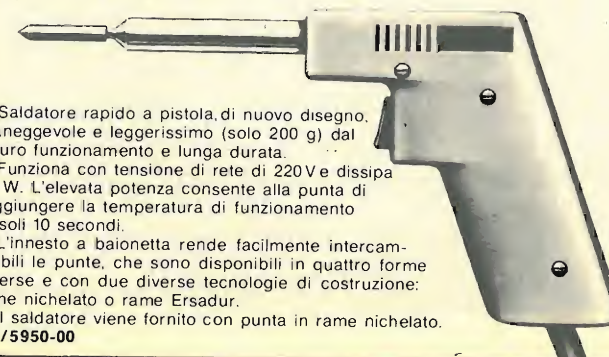 Saldatore rapido a pistola, di nuovo disegno.
neggevole e leggerissimo (solo 200 g) dal
uro funzionamento e lunga durata.
Funziona con tensione di rete di 220 V e dissipa
W. L'elevata potenza consente alla punta di
ggiungere la temperatura di funzionamento
soli 10 secondi.
L'innesto a baionetta rende facilmente intercam-
bili le punte, che sono disponibili in quattro forme
erse e con due diverse tecnologie di costruzione:
ne nichelato o rame Ersadur.
l saldatore viene fornito con punta in rame nichelato.
/5950-00